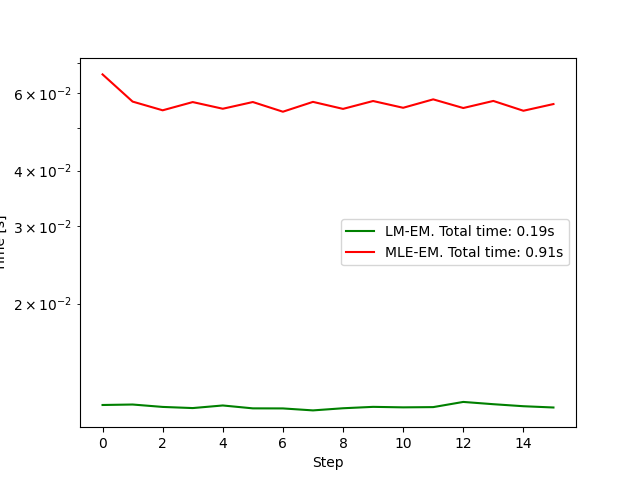 6 × 10⁻²
4 × 10⁻²
3 × 10⁻²
2 × 10⁻²
Time [s]
LM-EM. Total time: 0.19s
MLE-EM. Total time: 0.91s
0 2 4 6 8 10 12 14
Step